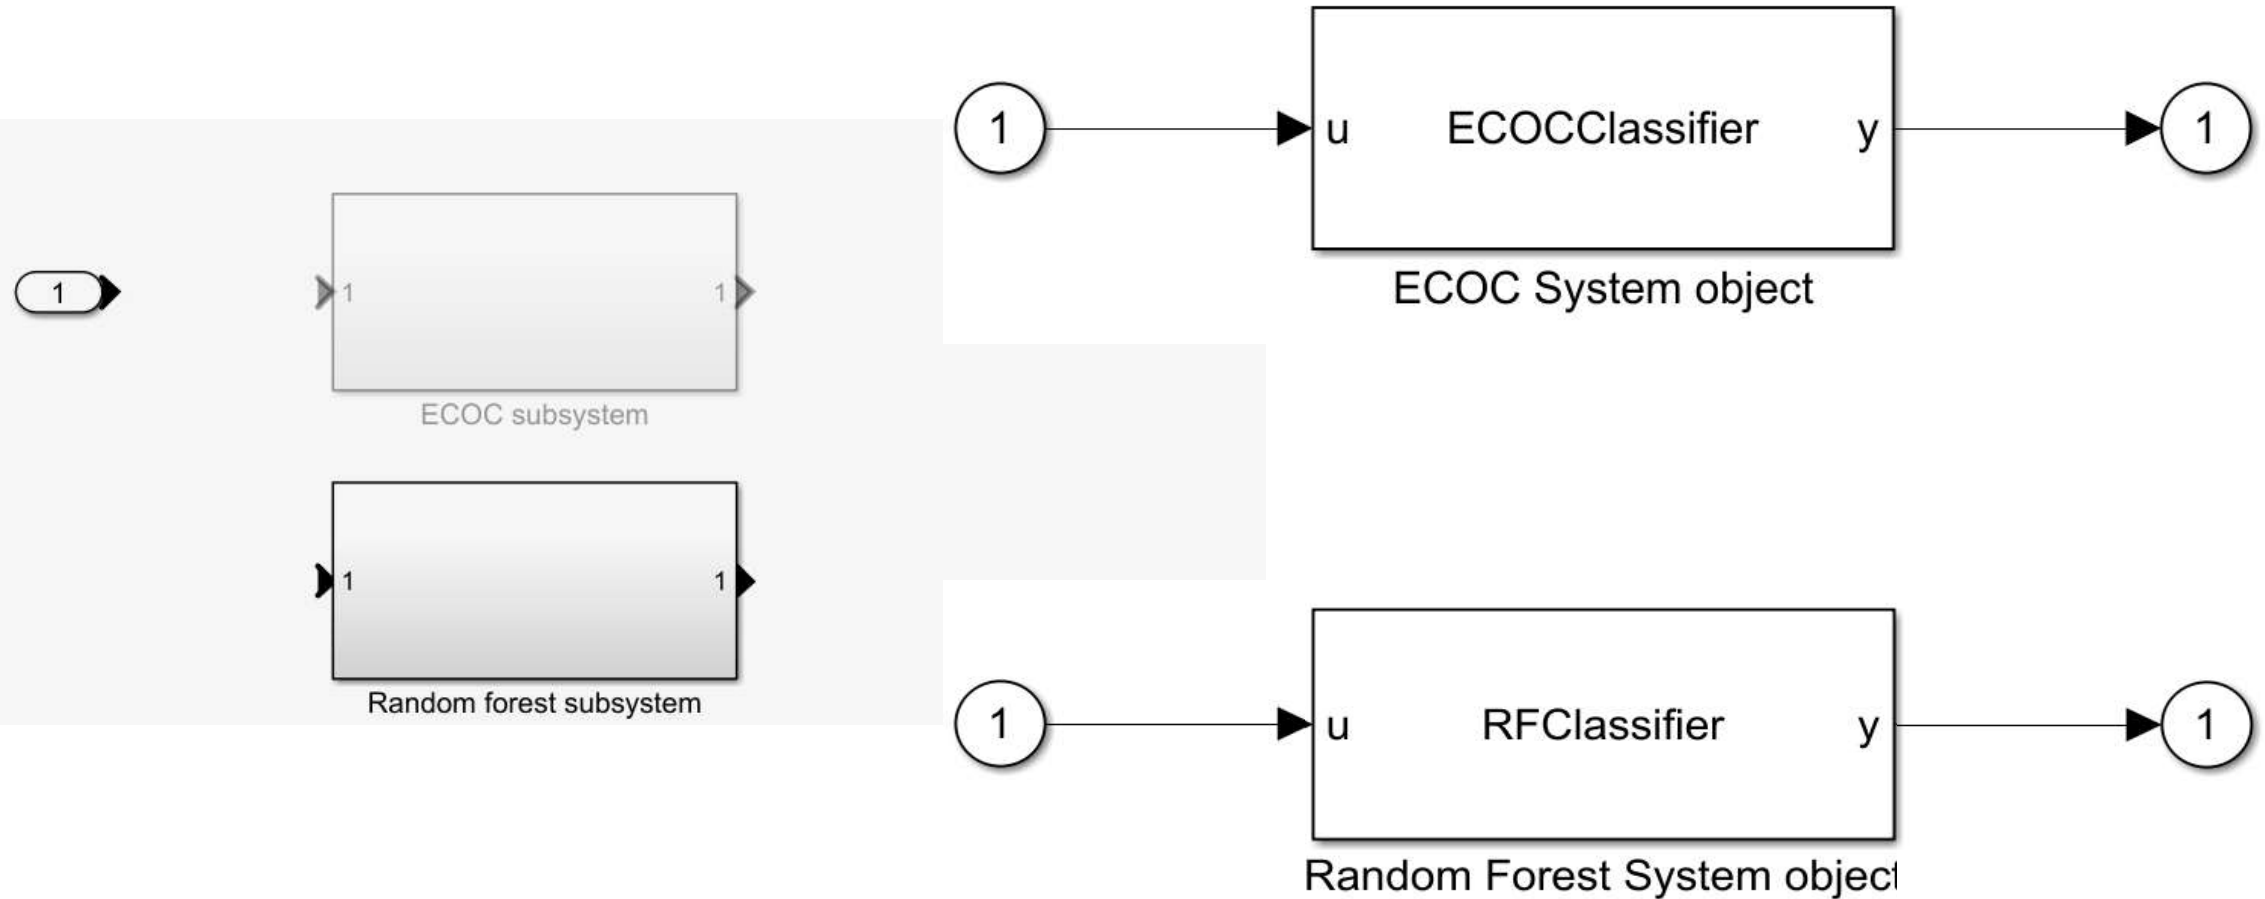 1
1 1
ECOC subsystem
1 1
Random forest subsystem
1 u ECOCClassifier y 1
ECOC System object
1 u RFClassifier y 1
Random Forest System object